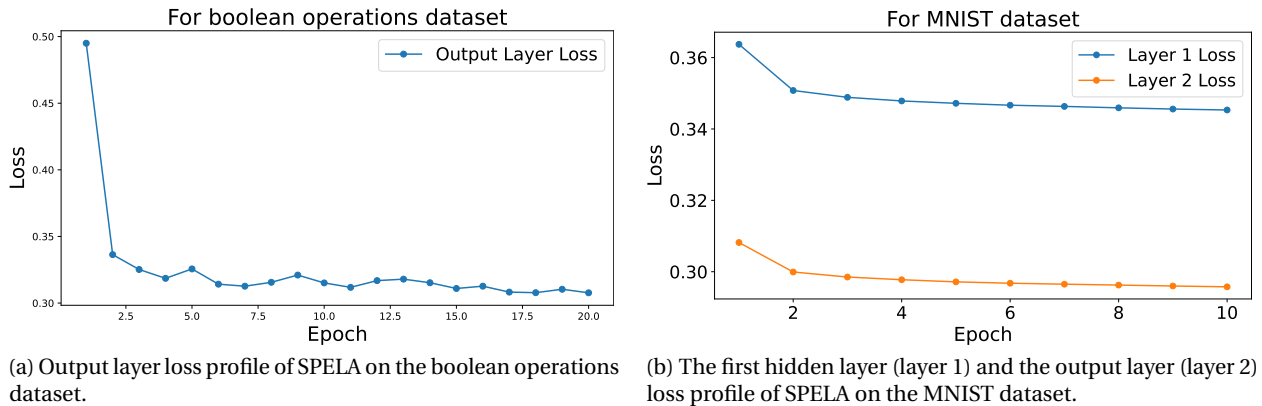 For boolean operations dataset
0.50
0.45
0.40
0.35
0.30
Loss
Output Layer Loss
2.5 5.0 7.5 10.0 12.5 15.0 17.5 20.0
Epoch
(a) Output layer loss profile of SPELA on the boolean operations
dataset.
For MNIST dataset
0.36
0.34
0.32
0.30
Loss
Layer 1 Loss
Layer 2 Loss
2 4 6 8 10
Epoch
(b) The first hidden layer (layer 1) and the output layer (layer 2)
loss profile of SPELA on the MNIST dataset.